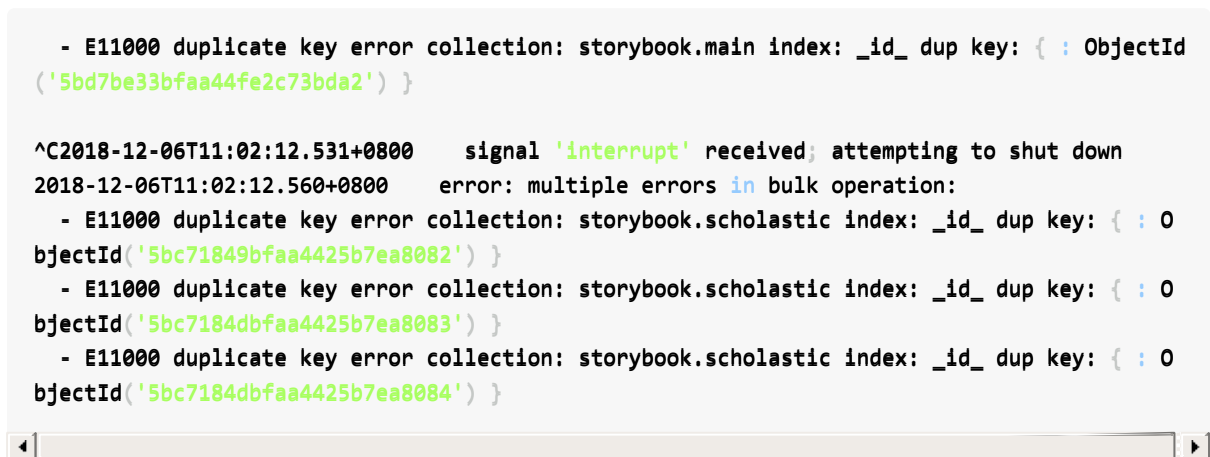 - E11000 duplicate key error collection: storybook.main index: _id_ dup key: { : ObjectId
('5bd7be33bfaa44fe2c73bda2') }
^C2018-12-06T11:02:12.531+0800    signal 'interrupt' received; attempting to shut down
2018-12-06T11:02:12.560+0800    error: multiple errors in bulk operation:
- E11000 duplicate key error collection: storybook.scholastic index: _id_ dup key: { : O
bjectId('5bc71849bfaa4425b7ea8082') }
- E11000 duplicate key error collection: storybook.scholastic index: _id_ dup key: { : O
bjectId('5bc7184dbfaa4425b7ea8083') }
- E11000 duplicate key error collection: storybook.scholastic index: _id_ dup key: { : O
bjectId('5bc7184dbfaa4425b7ea8084') }